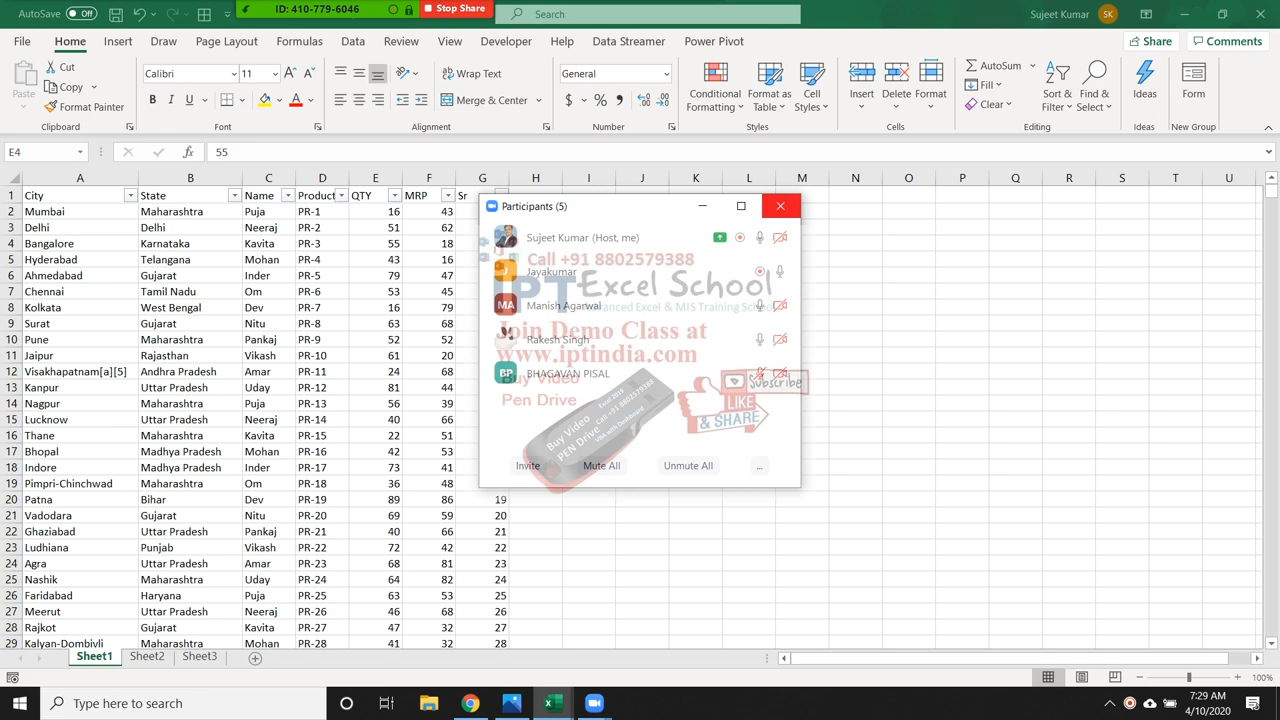 AutoSave Off ID: 410-779-6046 Stop Share Search Sujeet Kumar SK
File Home Insert Draw Page Layout Formulas Data Review View Developer Help Data Streamer Power Pivot Share Comments
Paste Cut Copy Format Painter Calibri 11 Wrap Text Merge & Center General Conditional Formatting Format as Table Cell Styles Insert Delete Format AutoSum Fill Clear Sort & Filter Find & Select Ideas Form
Clipboard Font Alignment Number Styles Cells Editing Ideas New Group
E4 fx 55
A B C D E F G H I J K L M N O P Q R S T U
1 City State Name Product QTY MRP Sr
2 Mumbai Maharashtra Puja PR-1 16 43
3 Delhi Delhi Neeraj PR-2 51 62
4 Bangalore Karnataka Kavita PR-3 55 18
5 Hyderabad Telangana Mohan PR-4 43 16
6 Ahmedabad Gujarat Inder PR-5 79 47
7 Chennai Tamil Nadu Om PR-6 53 45
8 Kolkata West Bengal Dev PR-7 16 79
9 Surat Gujarat Nitu PR-8 63 68
10 Pune Maharashtra Pankaj PR-9 52 52
11 Jaipur Rajasthan Vikash PR-10 61 20
12 Visakhapatnam[a][5] Andhra Pradesh Amar PR-11 24 68
13 Kanpur Uttar Pradesh Uday PR-12 81 44
14 Nagpur Maharashtra Puja PR-13 56 39
15 Lucknow Uttar Pradesh Neeraj PR-14 40 66
16 Thane Maharashtra Kavita PR-15 22 51
17 Bhopal Madhya Pradesh Mohan PR-16 52 42
18 Indore Madhya Pradesh Inder PR-17 73 41
19 Pimpri-Chinchwad Maharashtra Om PR-18 36 48
20 Patna Bihar Dev PR-19 89 86 19
21 Vadodara Gujarat Nitu PR-20 69 59 20
22 Ghaziabad Uttar Pradesh Pankaj PR-21 40 66 21
23 Ludhiana Punjab Vikash PR-22 72 42 22
24 Agra Uttar Pradesh Amar PR-23 68 81 23
25 Nashik Maharashtra Uday PR-24 64 82 24
26 Faridabad Haryana Puja PR-25 63 53 25
27 Meerut Uttar Pradesh Neeraj PR-26 46 68 26
28 Rajkot Gujarat Kavita PR-27 47 32 27
29 Kalyan-Dombivli Maharashtra Mohan PR-28 41 32 28
Participants (5)
Sujeet Kumar (Host, me)
Call +91 8802579388
J Jayakumar
IPT Excel School
MA Manish Agarwal
Advanced Excel & MIS Training School
Join Demo Class at
Rakesh Singh
www.iptindia.com
BP BHAGAVAN PISAL
Buy Video
Pen Drive
Subscribe
LIKE
& SHARE
Excel 2019
Buy Video Call +91 8802579388
PEN Drive VBA with Dashboard
Invite Mute All Unmute All ...
Sheet1 Sheet2 Sheet3
100%
Type here to search
7:29 AM
4/10/2020